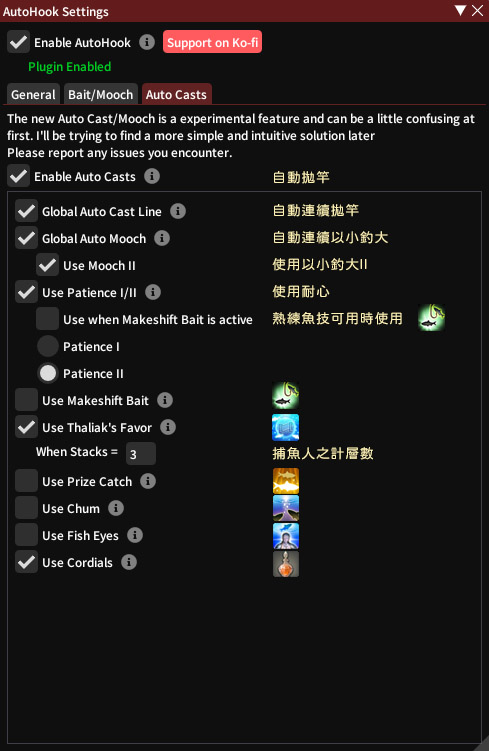 AutoHook Settings
Enable AutoHook Support on Ko-fi
Plugin Enabled
General Bait/Mooch Auto Casts
The new Auto Cast/Mooch is a experimental feature and can be a little confusing at
first. I'll be trying to find a more simple and intuitive solution later
Please report any issues you encounter.
Enable Auto Casts 自動拋竿
Global Auto Cast Line 自動連續拋竿
Global Auto Mooch 自動連續以小釣大
Use Mooch II 使用以小釣大II
Use Patience I/II 使用耐心
Use when Makeshift Bait is active 熟練魚技可用時使用
Patience I
Patience II
Use Makeshift Bait
Use Thaliak's Favor
When Stacks = 3 捕魚人之計層數
Use Prize Catch
Use Chum
Use Fish Eyes
Use Cordials